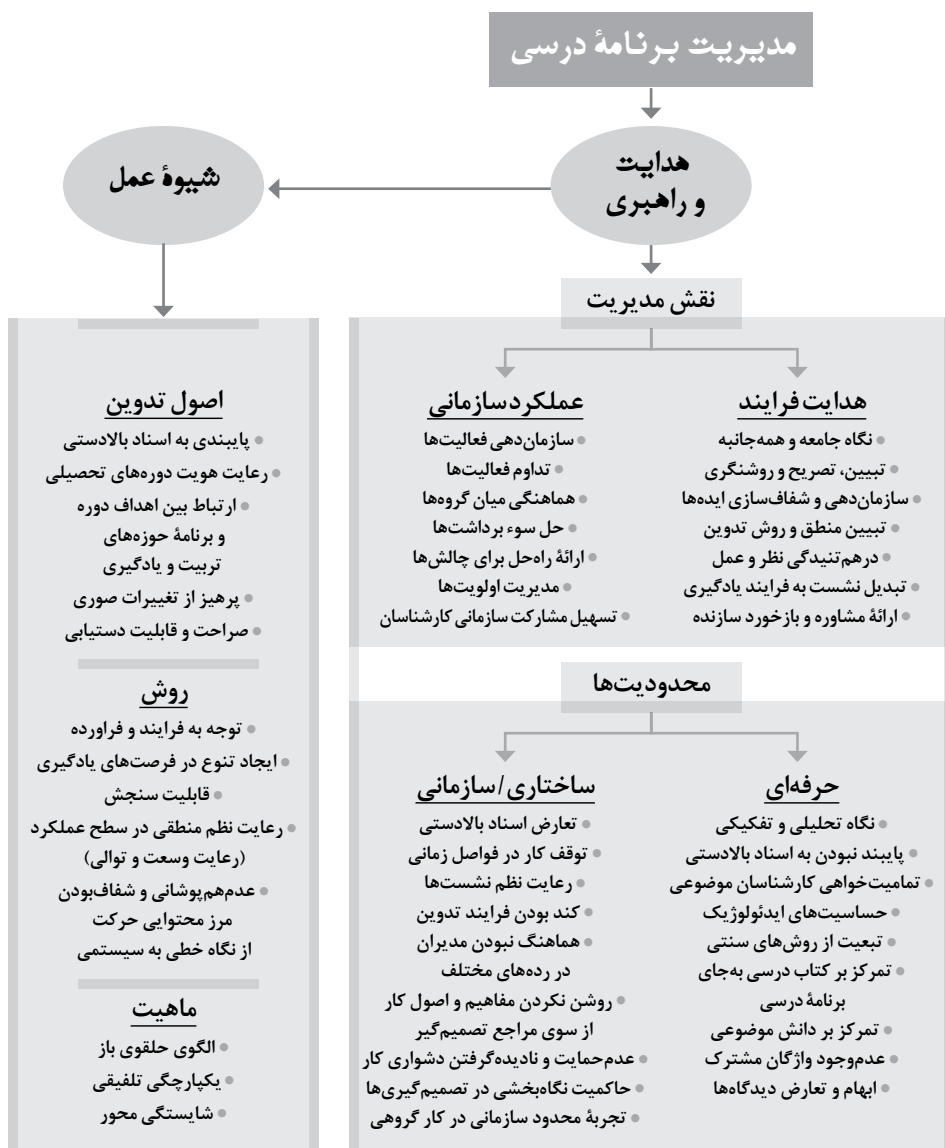 مدیریت برنامهٔ درسی
هدایت
و راهبری
شیوهٔ عمل
نقش مدیریت
هدایت فرایند
• نگاه جامعه و همه‌جانبه
• تبیین، تصریح و روشنگری
• سازمان‌دهی و شفاف‌سازی ایده‌ها
• تبیین منطق و روش تدوین
• درهم‌تنیدگی نظر و عمل
• تبدیل نشست به فرایند یادگیری
• ارائهٔ مشاوره و بازخورد سازنده
عملکرد سازمانی
• سازمان‌دهی فعالیت‌ها
• تداوم فعالیت‌ها
• هماهنگی میان گروه‌ها
• حل سوء برداشت‌ها
• ارائهٔ راه‌حل برای چالش‌ها
• مدیریت اولویت‌ها
• تسهیل مشارکت سازمانی کارشناسان
محدودیت‌ها
حرفه‌ای
• نگاه تحلیلی و تفکیکی
• پایبند نبودن به اسناد بالادستی
• تمامیت‌خواهی کارشناسان موضوعی
• حساسیت‌های ایدئولوژیک
• تبعیت از روش‌های سنتی
• تمرکز بر کتاب درسی به‌جای
برنامهٔ درسی
• تمرکز بر دانش موضوعی
• عدم‌وجود واژگان مشترک
• ابهام و تعارض دیدگاه‌ها
ساختاری/سازمانی
• تعارض اسناد بالادستی
• توقف کار در فواصل زمانی
• رعایت نظم نشست‌ها
• کند بودن فرایند تدوین
• هماهنگ نبودن مدیران
در رده‌های مختلف
• روشن نکردن مفاهیم و اصول کار
از سوی مراجع تصمیم‌گیر
• عدم‌حمایت و نادیده‌گرفتن دشواری کار
• حاکمیت نگاه‌بخشی در تصمیم‌گیری‌ها
• تجربهٔ محدود سازمانی در کار گروهی
اصول تدوین
• پایبندی به اسناد بالادستی
• رعایت هویت دوره‌های تحصیلی
• ارتباط بین اهداف دوره
و برنامهٔ حوزه‌های
تربیت و یادگیری
• پرهیز از تغییرات صوری
• صراحت و قابلیت دستیابی
روش
• توجه به فرایند و فراورده
• ایجاد تنوع در فرصت‌های یادگیری
• قابلیت سنجش
• رعایت نظم منطقی در سطح عملکرد
(رعایت وسعت و توالی)
• عدم‌هم‌پوشانی و شفاف‌بودن
مرز محتوایی حرکت
از نگاه خطی به سیستمی
ماهیت
• الگوی حلقوی باز
• یکپارچگی تلفیقی
• شایستگی محور